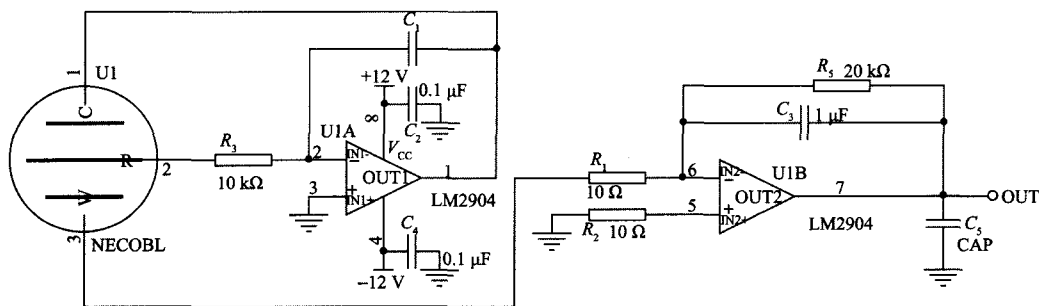 1
U1
C
R
W
2
3
NECOBL
R3
10 kΩ
C1
+12 V
0.1 μF
8
C2
U1A
VCC
2
IN1-
−
OUT1
1
3
+
IN1+
LM2904
4
C4
0.1 μF
−12 V
R5
20 kΩ
C3
1 μF
R1
10 Ω
6
IN2-
−
U1B
OUT2
7
5
+
IN2+
R2
10 Ω
LM2904
OUT
C5
CAP